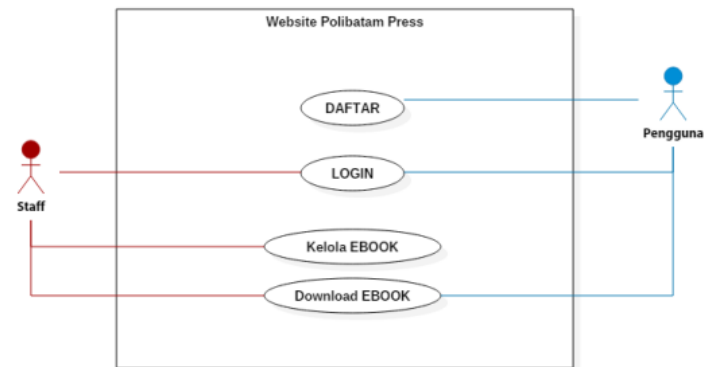 Website Polibatam Press
DAFTAR
Pengguna
LOGIN
Staff
Kelola EBOOK
Download EBOOK